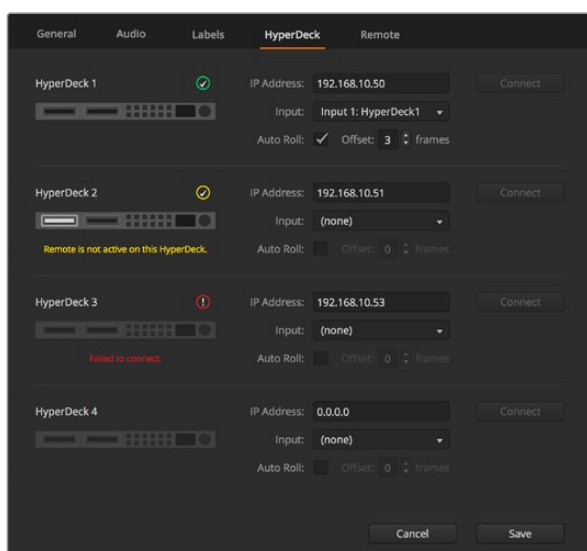 General Audio Labels HyperDeck Remote
HyperDeck 1 IP Address: 192.168.10.50 Connect
Input: Input 1: HyperDeck1
Auto Roll: Offset: 3 frames
HyperDeck 2 IP Address: 192.168.10.51 Connect
Input: (none)
Remote is not active on this HyperDeck. Auto Roll: Offset: 0 frames
HyperDeck 3 IP Address: 192.168.10.53 Connect
Input: (none)
Failed to connect. Auto Roll: Offset: 0 frames
HyperDeck 4 IP Address: 0.0.0.0 Connect
Input: (none)
Auto Roll: Offset: 0 frames
Cancel Save